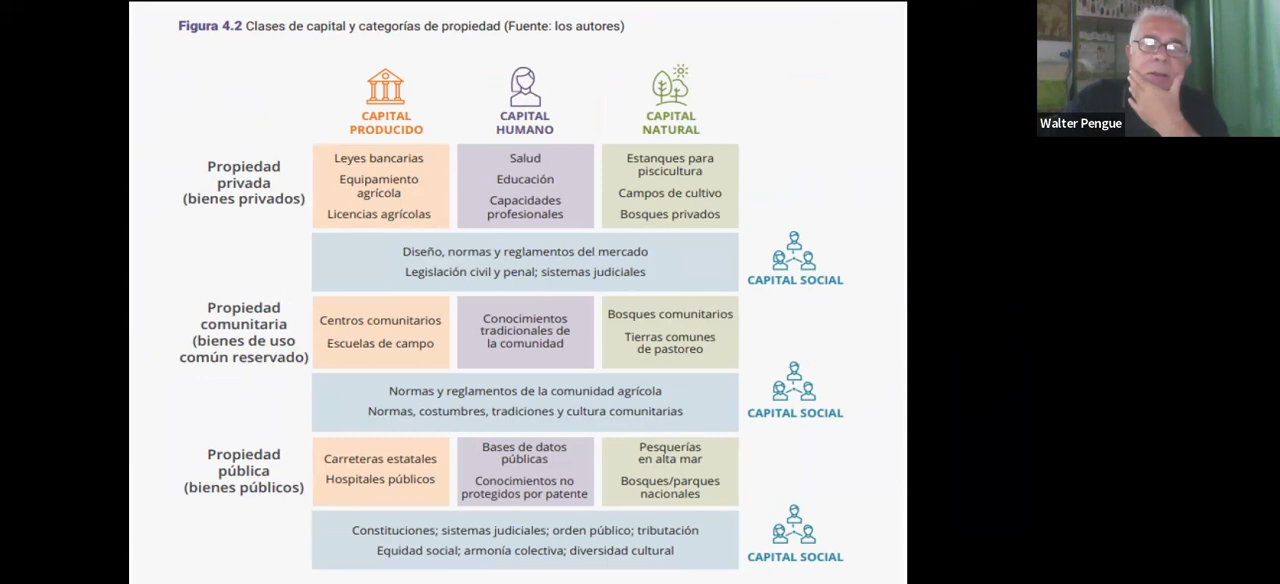 Figura 4.2 Clases de capital y categorías de propiedad (Fuente: los autores)
Walter Pengue
CAPITAL
PRODUCIDO
CAPITAL
HUMANO
CAPITAL
NATURAL
Propiedad
privada
(bienes privados)
Leyes bancarias
Equipamiento
agrícola
Licencias agrícolas
Salud
Educación
Capacidades
profesionales
Estanques para
piscicultura
Campos de cultivo
Bosques privados
Diseño, normas y reglamentos del mercado
Legislación civil y penal; sistemas judiciales
CAPITAL SOCIAL
Propiedad
comunitaria
(bienes de uso
común reservado)
Centros comunitarios
Escuelas de campo
Conocimientos
tradicionales de
la comunidad
Bosques comunitarios
Tierras comunes
de pastoreo
Normas y reglamentos de la comunidad agrícola
Normas, costumbres, tradiciones y cultura comunitarias
CAPITAL SOCIAL
Propiedad
pública
(bienes públicos)
Carreteras estatales
Hospitales públicos
Bases de datos
públicas
Conocimientos no
protegidos por patente
Pesquerías
en alta mar
Bosques/parques
nacionales
Constituciones; sistemas judiciales; orden público; tributación
Equidad social; armonía colectiva; diversidad cultural
CAPITAL SOCIAL